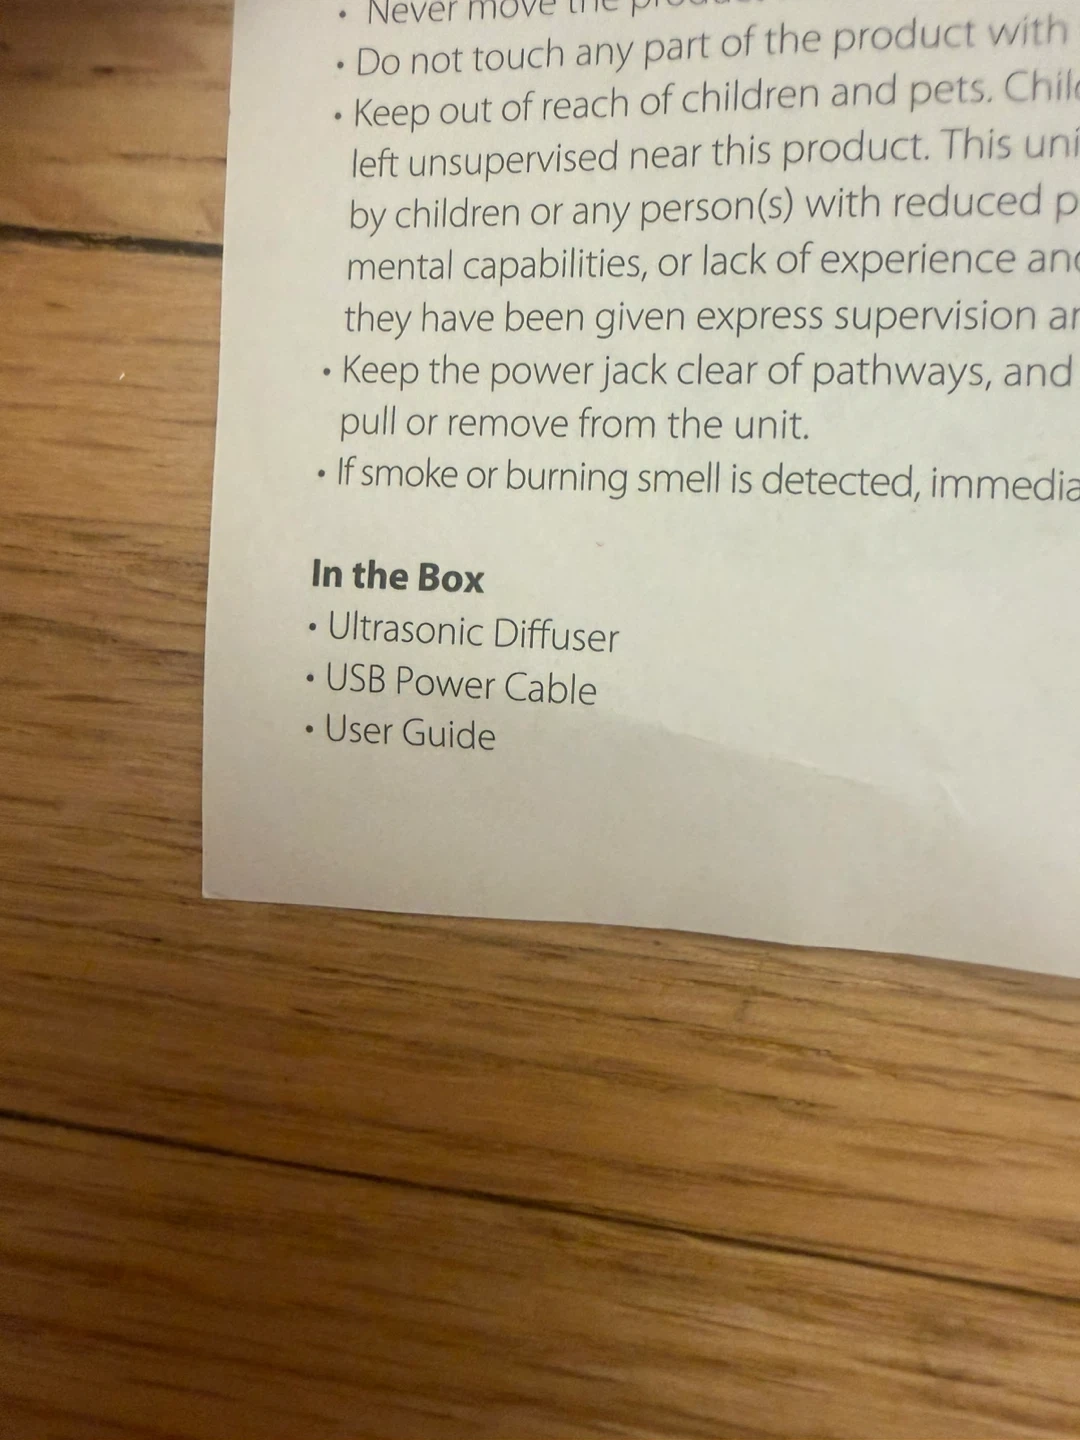 • Never move the
• Do not touch any part of the product with
• Keep out of reach of children and pets.
left unsupervised near this product. This
by children or any person(s) with reduced
mental capabilities, or lack of experience
they have been given express supervision
• Keep the power jack clear of pathways, and
pull or remove from the unit.
• If smoke or burning smell is detected,
In the Box
• Ultrasonic Diffuser
• USB Power Cable
• User Guide